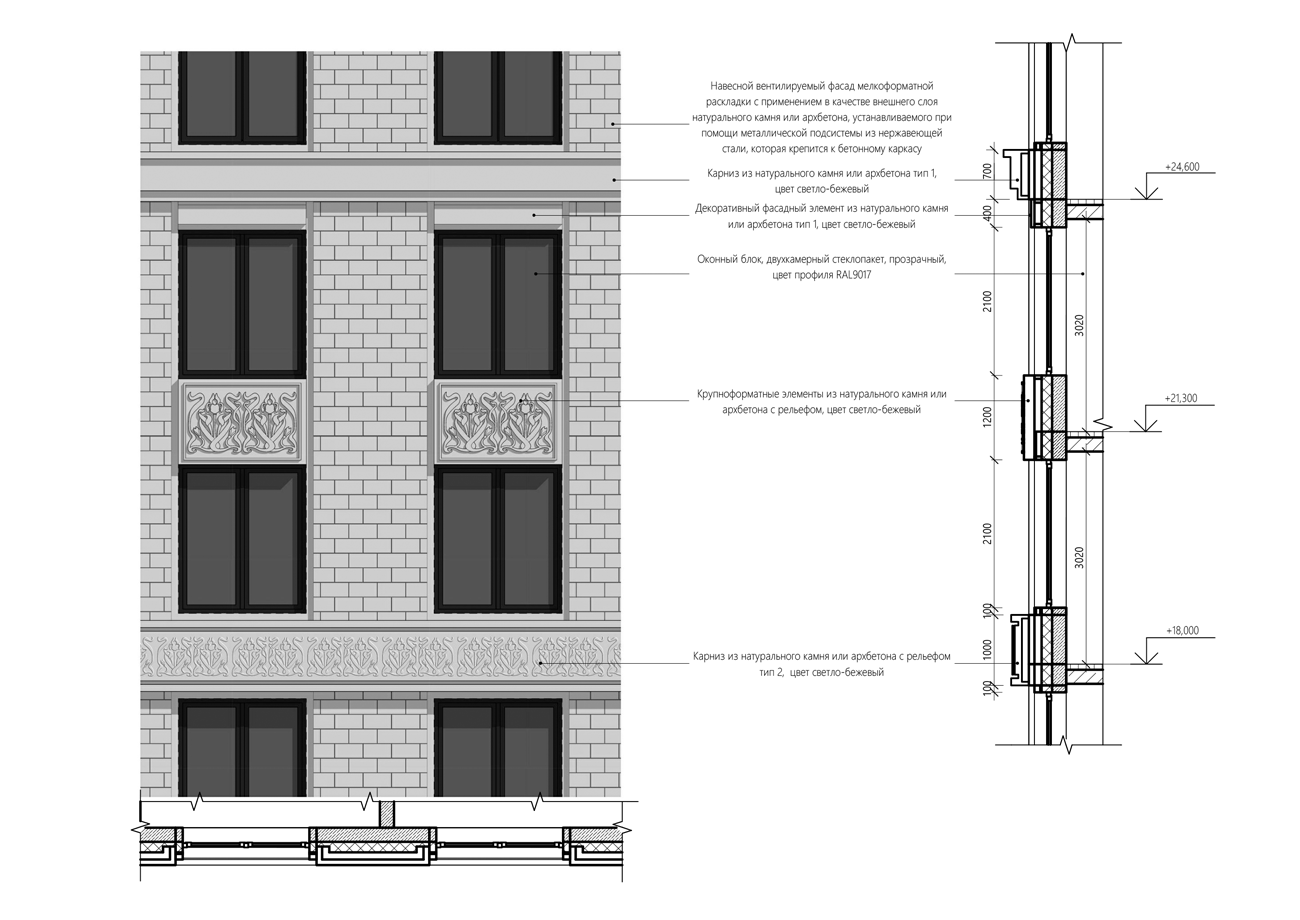 Навесной вентилируемый фасад мелкоформатной
раскладки с применением в качестве внешнего слоя
натурального камня или архбетона, устанавливаемого при
помощи металлической подсистемы из нержавеющей
стали, которая крепится к бетонному каркасу
Карниз из натурального камня или архбетона тип 1,
цвет светло-бежевый
Декоративный фасадный элемент из натурального камня
или архбетона тип 1, цвет светло-бежевый
Оконный блок, двухкамерный стеклопакет, прозрачный,
цвет профиля RAL9017
Крупноформатные элементы из натурального камня или
архбетона с рельефом, цвет светло-бежевый
Карниз из натурального камня или архбетона с рельефом
тип 2, цвет светло-бежевый
700
400
2100
1200
2100
100
1000
100
3020
3020
+24,600
+21,300
+18,000